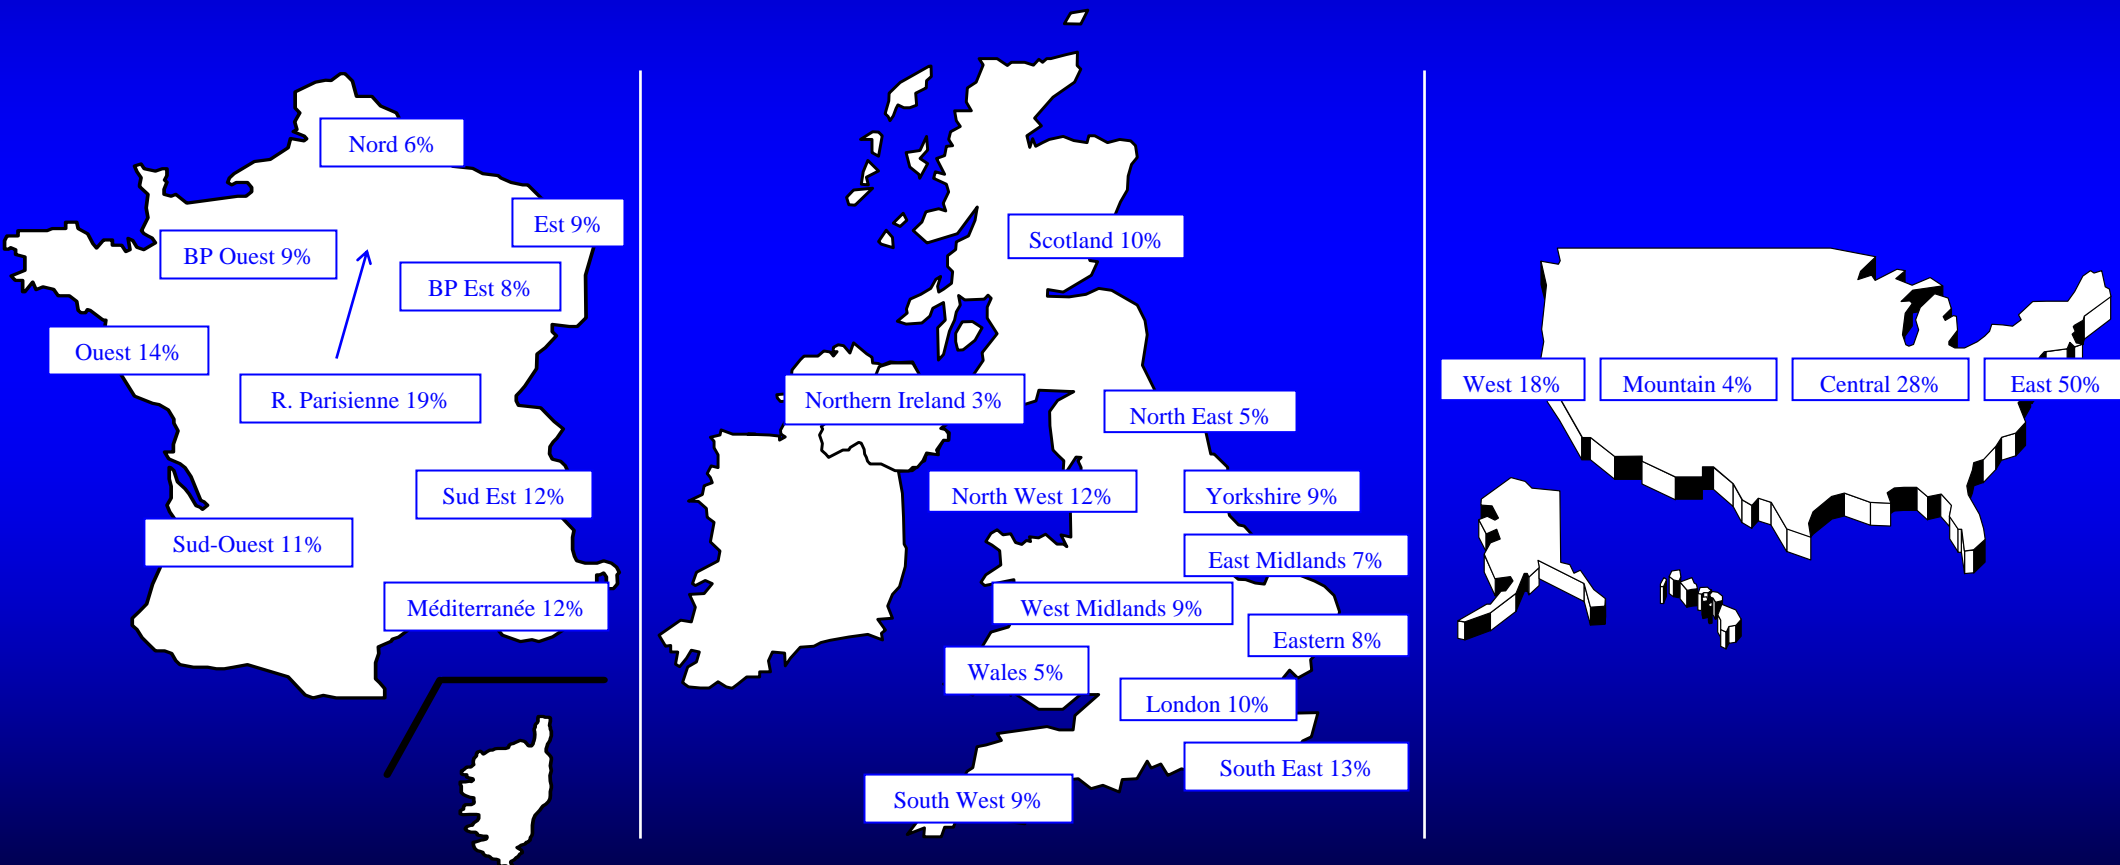 Nord 6%
Est 9%
BP Ouest 9%
BP Est 8%
Ouest 14%
R. Parisienne 19%
Sud Est 12%
Sud-Ouest 11%
Méditerranée 12%
Scotland 10%
Northern Ireland 3%
North East 5%
North West 12%
Yorkshire 9%
East Midlands 7%
West Midlands 9%
Eastern 8%
Wales 5%
London 10%
South East 13%
South West 9%
West 18%
Mountain 4%
Central 28%
East 50%